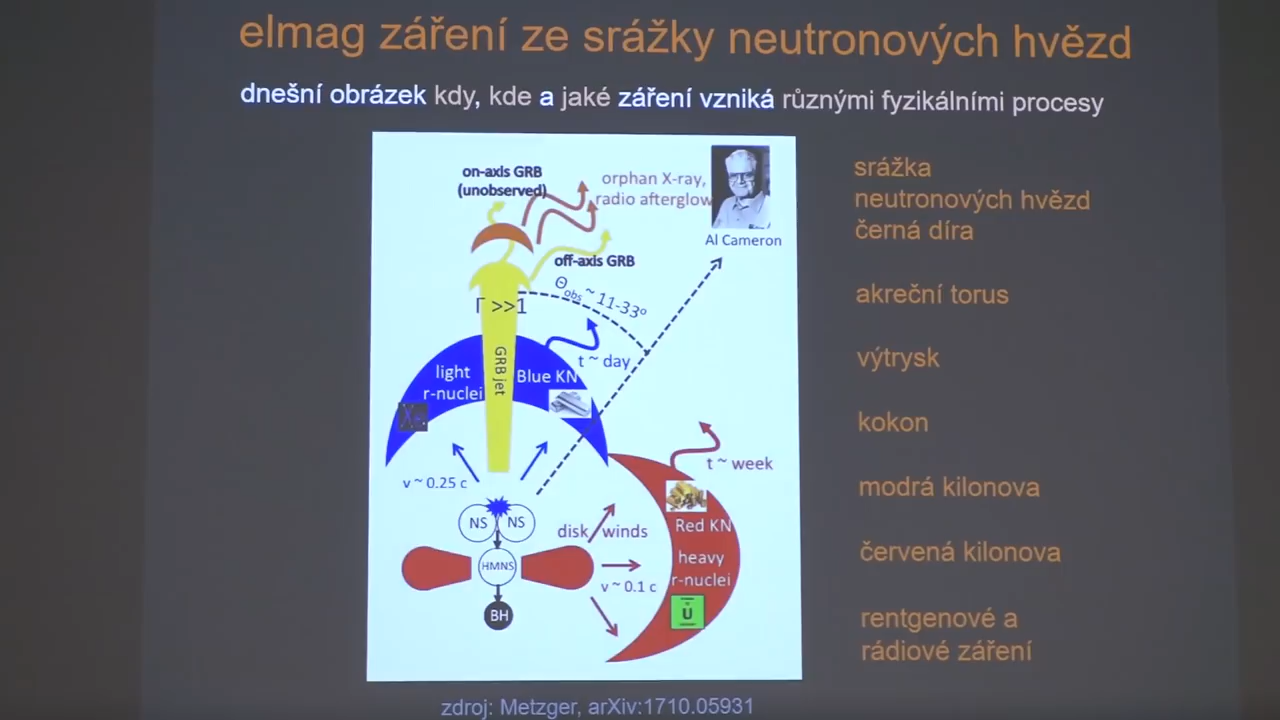 elmag záření ze srážky neutronových hvězd
dnešní obrázek kdy, kde a jaké záření vzniká různými fyzikálními procesy
on-axis GRB
(unobserved)
orphan X-ray,
radio afterglow
Al Cameron
off-axis GRB
Θobs ~ 11-33º
Γ >>1
GRB jet
t ~ day
light
r-nuclei
Blue KN
v ~ 0.25 c
t ~ week
NS
NS
disk winds
Red KN
HMNS
heavy
r-nuclei
v ~ 0.1 c
U
BH
srážka
neutronových hvězd
černá díra
akreční torus
výtrysk
kokon
modrá kilonova
červená kilonova
rentgenové a
rádiové záření
zdroj: Metzger, arXiv:1710.05931